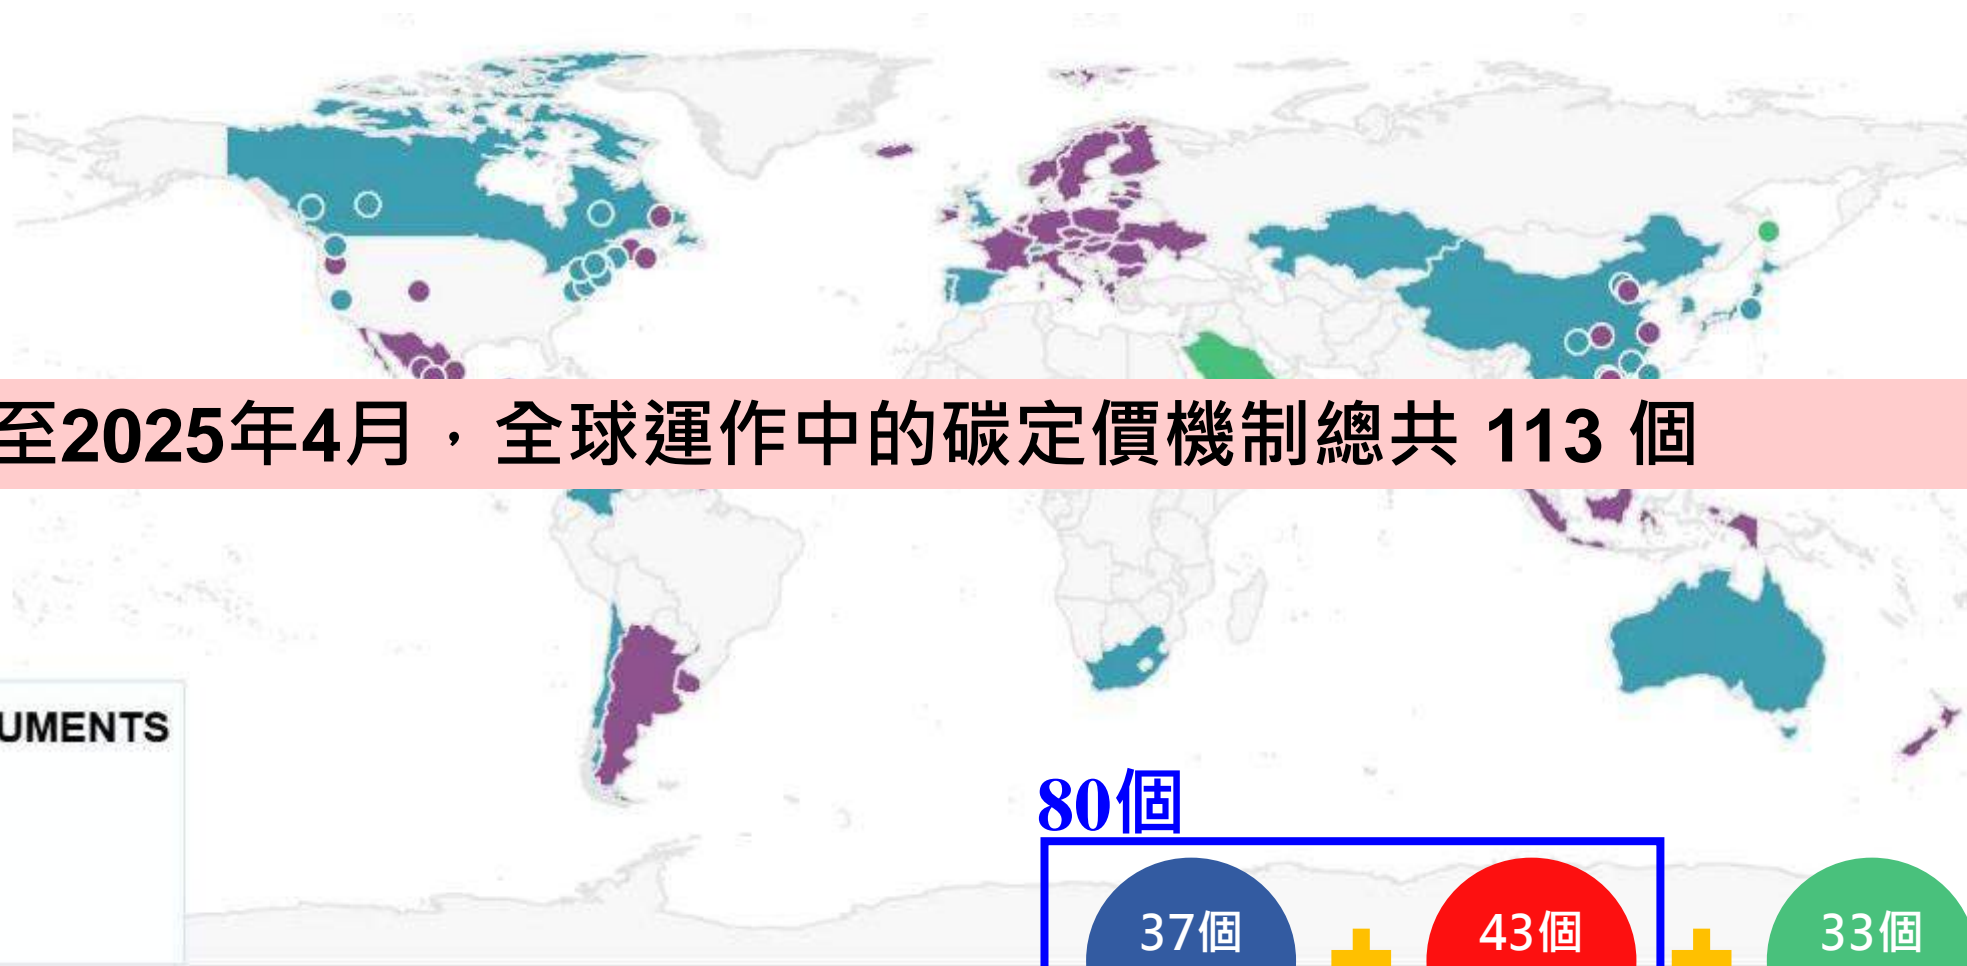 至2025年4月，全球運作中的碳定價機制總共 113 個
UMENTS
80個
37個
43個
33個